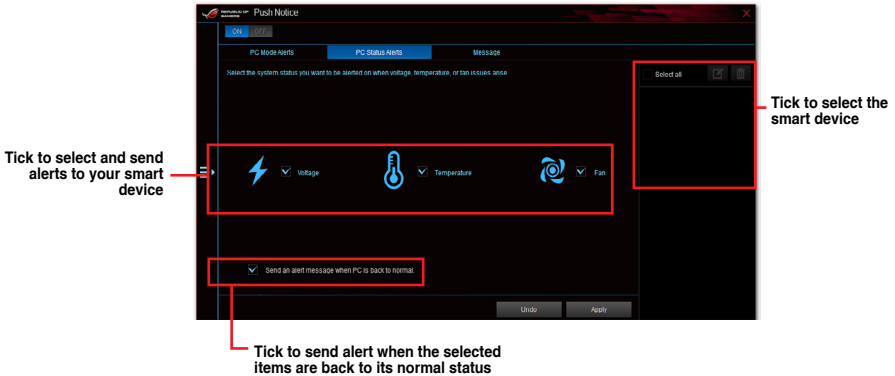 REPUBLIC OF GAMERS Push Notice
ON OFF
PC Mode Alerts PC Status Alerts Message
Select the system status you want to be alerted on when voltage, temperature, or fan issues arise
Select all
Tick to select the
smart device
Tick to select and send
alerts to your smart
device
Voltage Temperature Fan
Send an alert message when PC is back to normal.
Undo Apply
Tick to send alert when the selected
items are back to its normal status